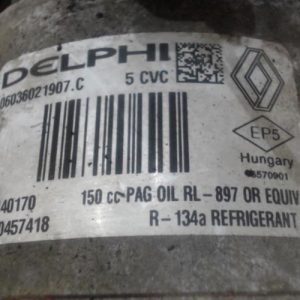 DELPHI
5 CVC
06036021907.C
EP5
Hungary
40170
150 cc-PAG OIL RL-897 OR EQUIV
0457418
R-134a REFRIGERANT